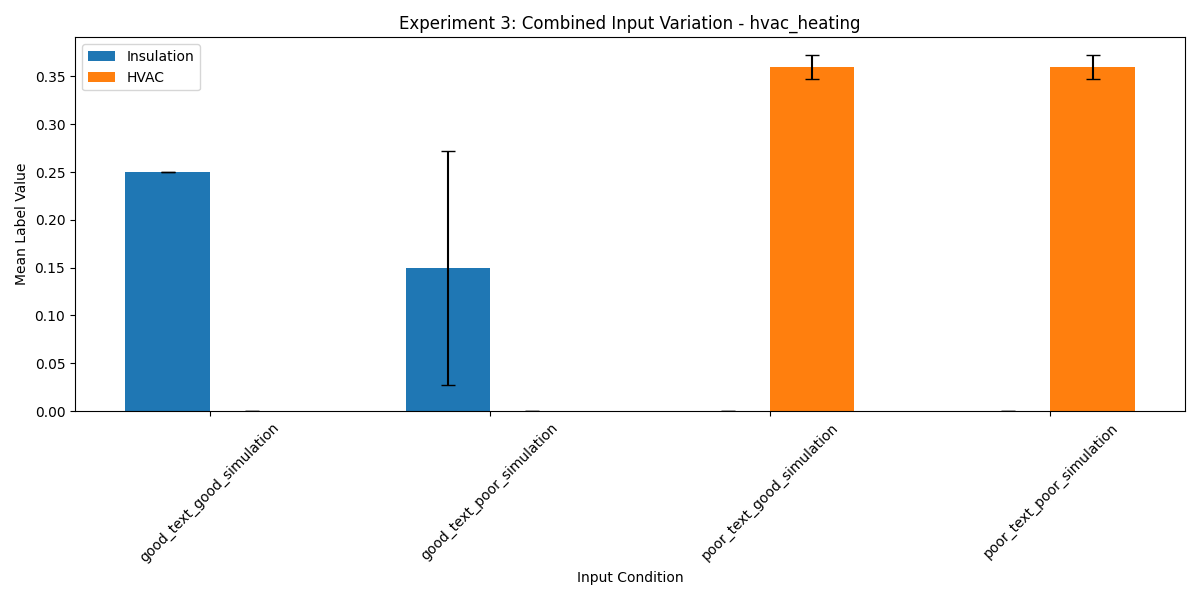 Experiment 3: Combined Input Variation - hvac_heating
Insulation
HVAC
Mean Label Value
0.35
0.30
0.25
0.20
0.15
0.10
0.05
0.00
good_text_good_simulation
good_text_poor_simulation
poor_text_good_simulation
poor_text_poor_simulation
Input Condition